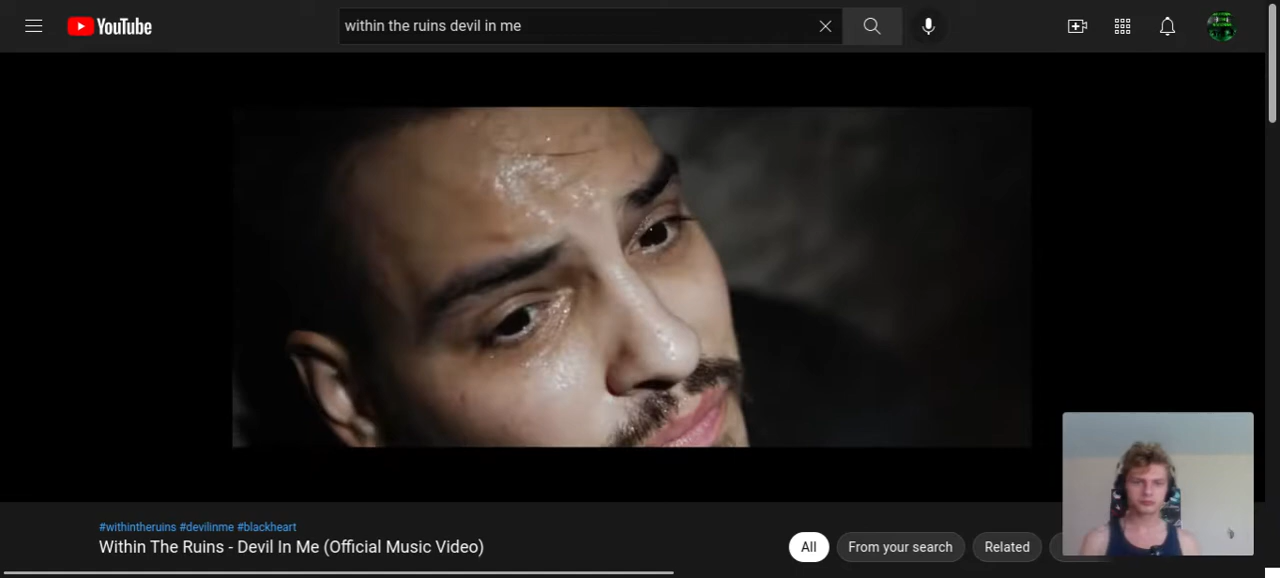 YouTube
within the ruins devil in me
#withintheruins #devilinme #blackheart
Within The Ruins - Devil In Me (Official Music Video)
All
From your search
Related